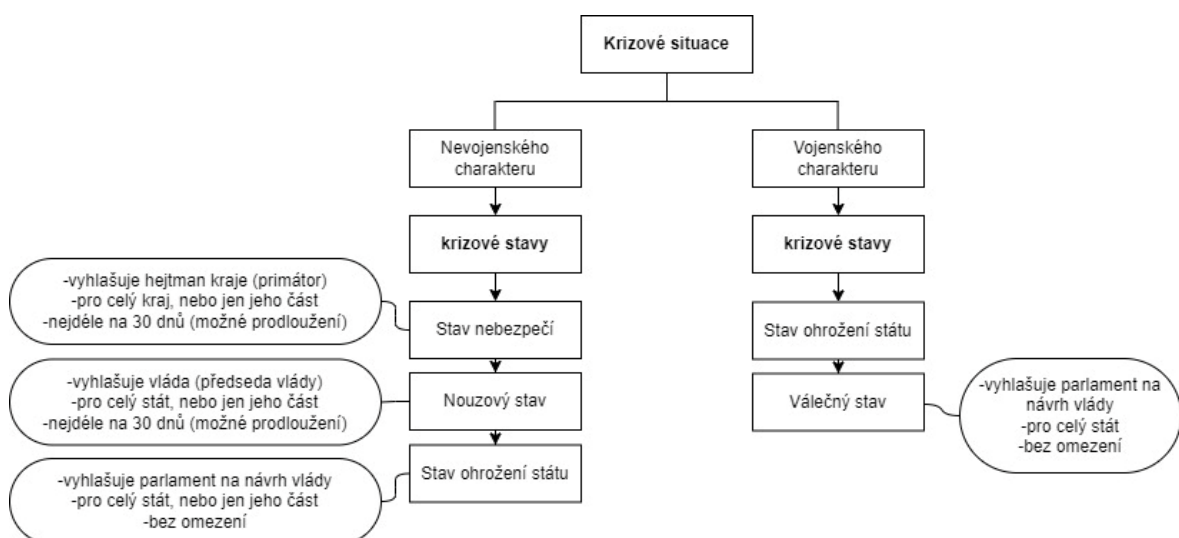 Krizové situace
Nevojenského
charakteru
Vojenského
charakteru
krizové stavy
krizové stavy
-vyhlašuje hejtman kraje (primátor)
-pro celý kraj, nebo jen jeho část
-nejdéle na 30 dnů (možné prodloužení)
Stav nebezpečí
Stav ohrožení státu
-vyhlašuje vláda (předseda vlády)
-pro celý stát, nebo jen jeho část
-nejdéle na 30 dnů (možné prodloužení)
Nouzový stav
Válečný stav
-vyhlašuje parlament na
návrh vlády
-pro celý stát
-bez omezení
-vyhlašuje parlament na návrh vlády
-pro celý stát, nebo jen jeho část
-bez omezení
Stav ohrožení státu